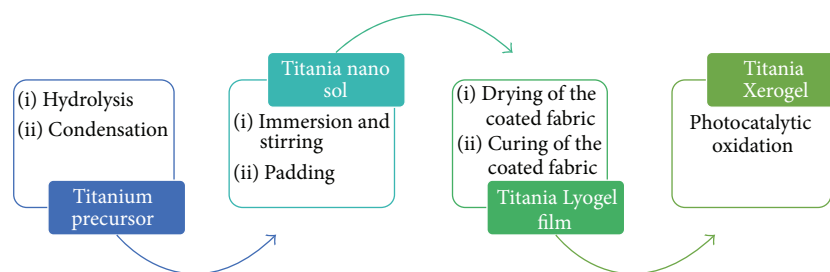 (i) Hydrolysis
(ii) Condensation
Titanium
precursor
Titania nano
sol
(i) Immersion and
stirring
(ii) Padding
(i) Drying of the
coated fabric
(ii) Curing of the
coated fabric
Titania Lyogel
film
Titania
Xerogel
Photocatalytic
oxidation